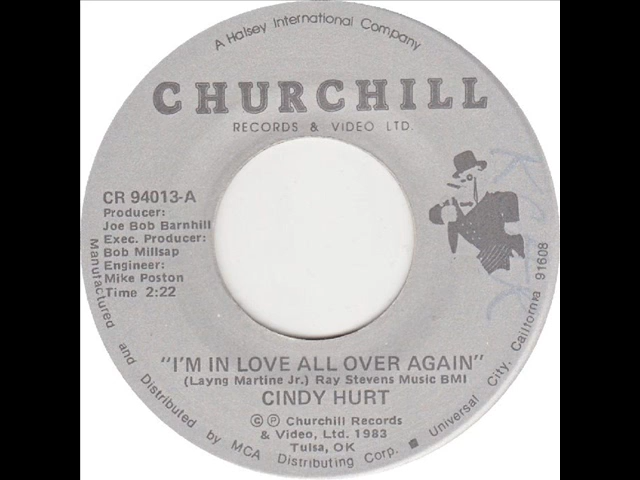 A Halsey International Company
CHURCHILL
RECORDS & VIDEO LTD.
CR 94013-A
Producer:
Joe Bob Barnhill
Exec. Producer:
Bob Millsap
Engineer:
Mike Poston
Time 2:22
"I'M IN LOVE ALL OVER AGAIN"
(Layng Martine Jr.) Ray Stevens Music BMI
CINDY HURT
© ℗ Churchill Records
& Video, Ltd. 1983
Tulsa, OK
Manufactured and Distributed by MCA Distributing Corp. ■ Universal City, California 91608